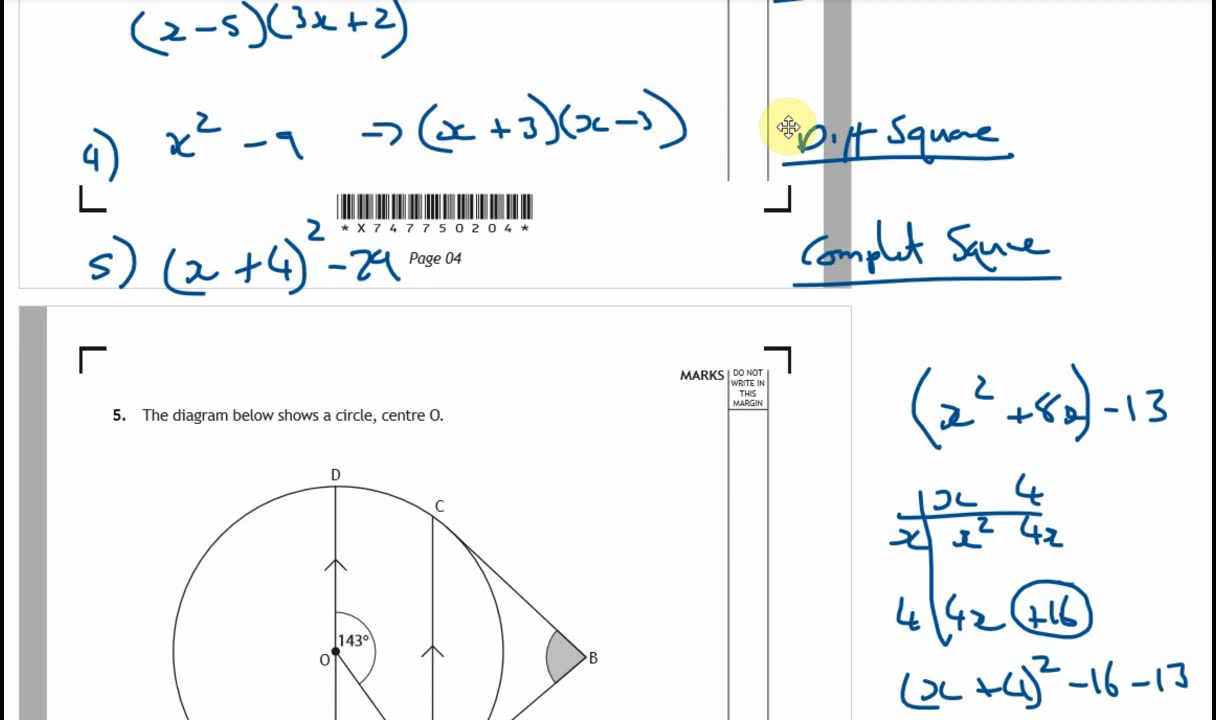 (x-5)(3x+2)
4) x² - 9 → (x+3)(x-3)
Diff Square
*X747750204*
Page 04
5) (x+4)² - 29
Complet Square
MARKS
DO NOT
WRITE IN
THIS
MARGIN
5. The diagram below shows a circle, centre O.
(x² + 8x) - 13
D
C
x 4
x x² 4x
4 4x +16
143°
O
B
(x+4)² - 16 - 13